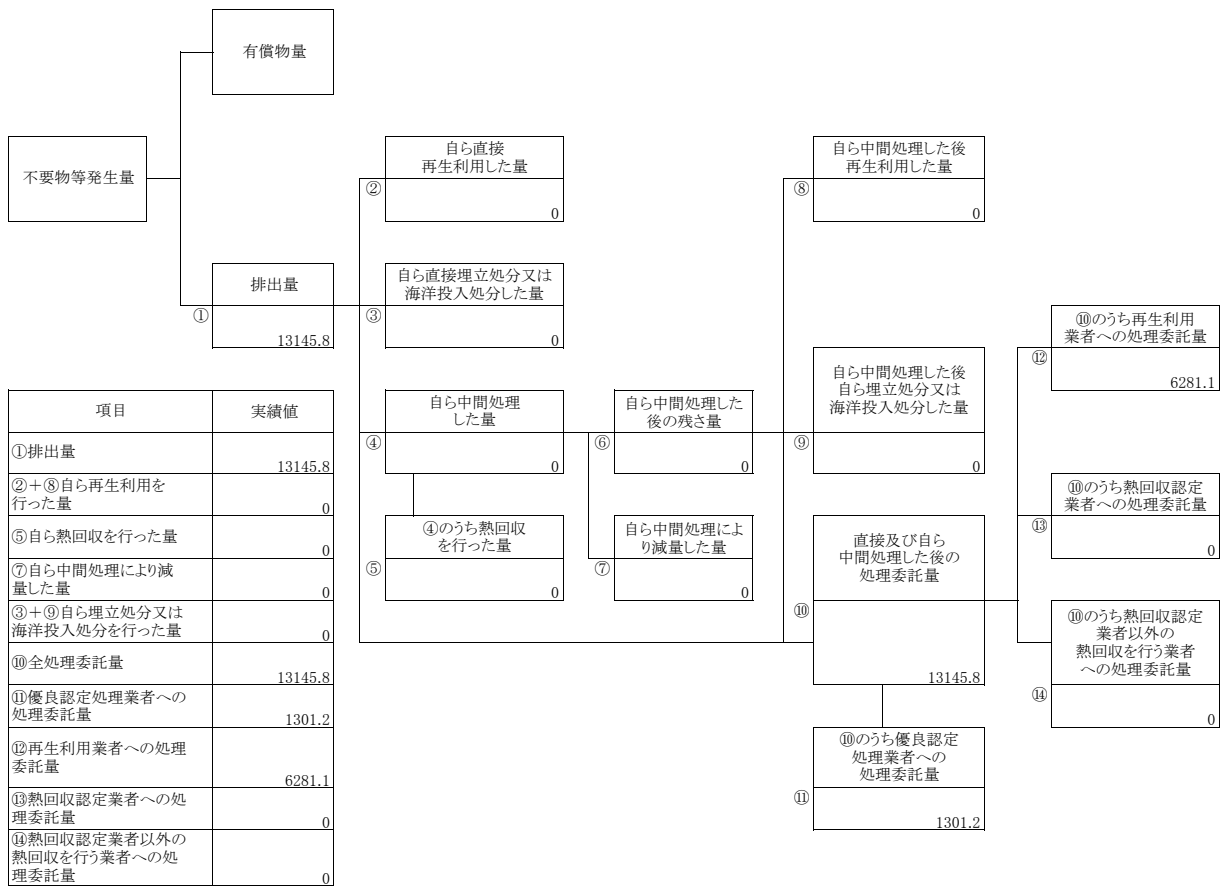 有償物量
不要物等発生量
排出量
①
13145.8
自ら直接
再生利用した量
②
0
自ら直接埋立処分又は
海洋投入処分した量
③
0
自ら中間処理
した量
④
0
④のうち熱回収
を行った量
⑤
0
自ら中間処理した
後の残さ量
⑥
0
自ら中間処理によ
り減量した量
⑦
0
自ら中間処理した後
再生利用した量
⑧
0
自ら中間処理した後
自ら埋立処分又は
海洋投入処分した量
⑨
0
直接及び自ら
中間処理した後の
処理委託量
⑩
13145.8
⑩のうち優良認定
処理業者への
処理委託量
⑪
1301.2
⑩のうち再生利用
業者への処理委託量
⑫
6281.1
⑩のうち熱回収認定
業者への処理委託量
⑬
0
⑩のうち熱回収認定
業者以外の
熱回収を行う業者
への処理委託量
⑭
0
項目 実績値
①排出量
13145.8
②＋⑧自ら再生利用を
行った量
0
⑤自ら熱回収を行った量
0
⑦自ら中間処理により減
量した量
0
③＋⑨自ら埋立処分又は
海洋投入処分を行った量
0
⑩全処理委託量
13145.8
⑪優良認定処理業者への
処理委託量
1301.2
⑫再生利用業者への処理
委託量
6281.1
⑬熱回収認定業者への処
理委託量
0
⑭熱回収認定業者以外の
熱回収を行う業者への処
理委託量
0